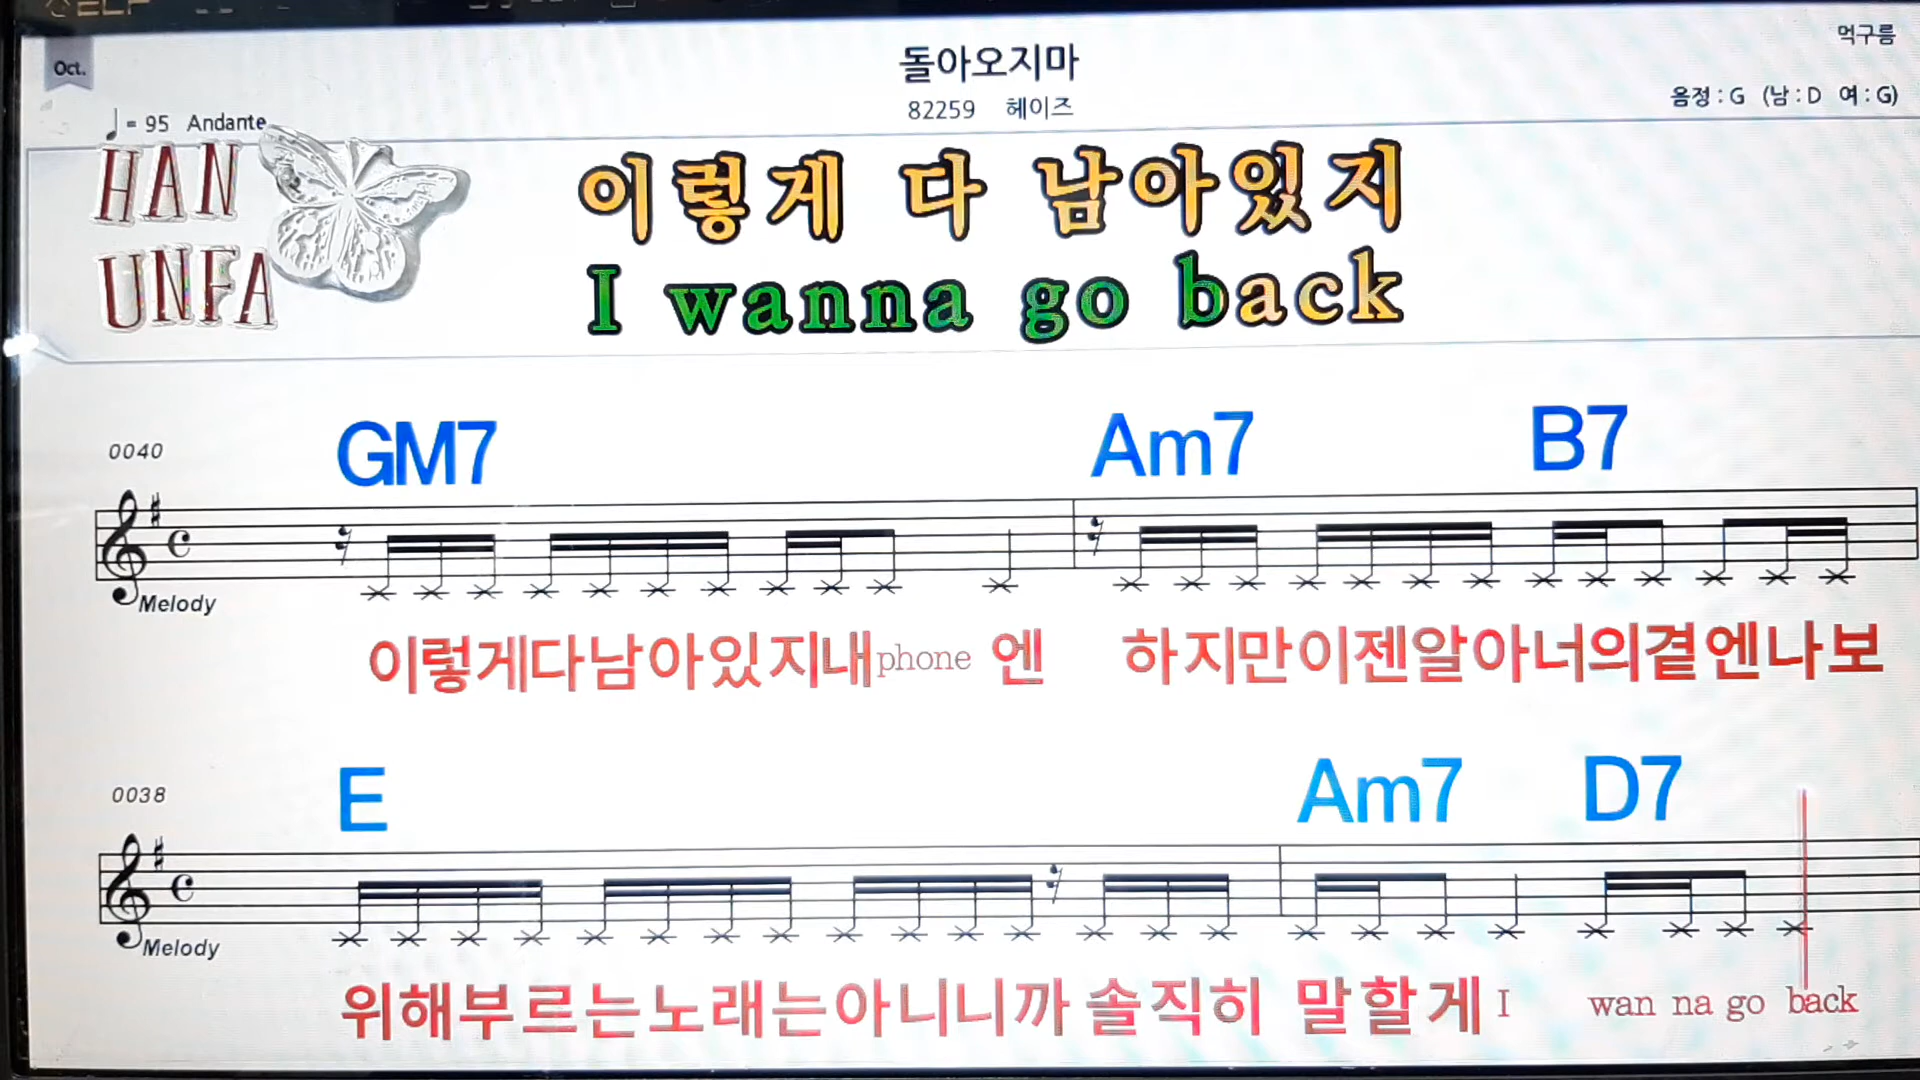 먹구름
Oct.
돌아오지마
82259 헤이즈
음정 : G (남 : D 여 : G)
♩ = 95 Andante
HAN
UNFA
이렇게 다 남아있지
I wanna go back
0040
GM7 Am7 B7
Melody
이렇게다남아있지내phone 엔 하지만이젠알아너의곁엔나보
0038
E Am7 D7
Melody
위해부르는노래는아니니까 솔직히 말할게 I wan na go back